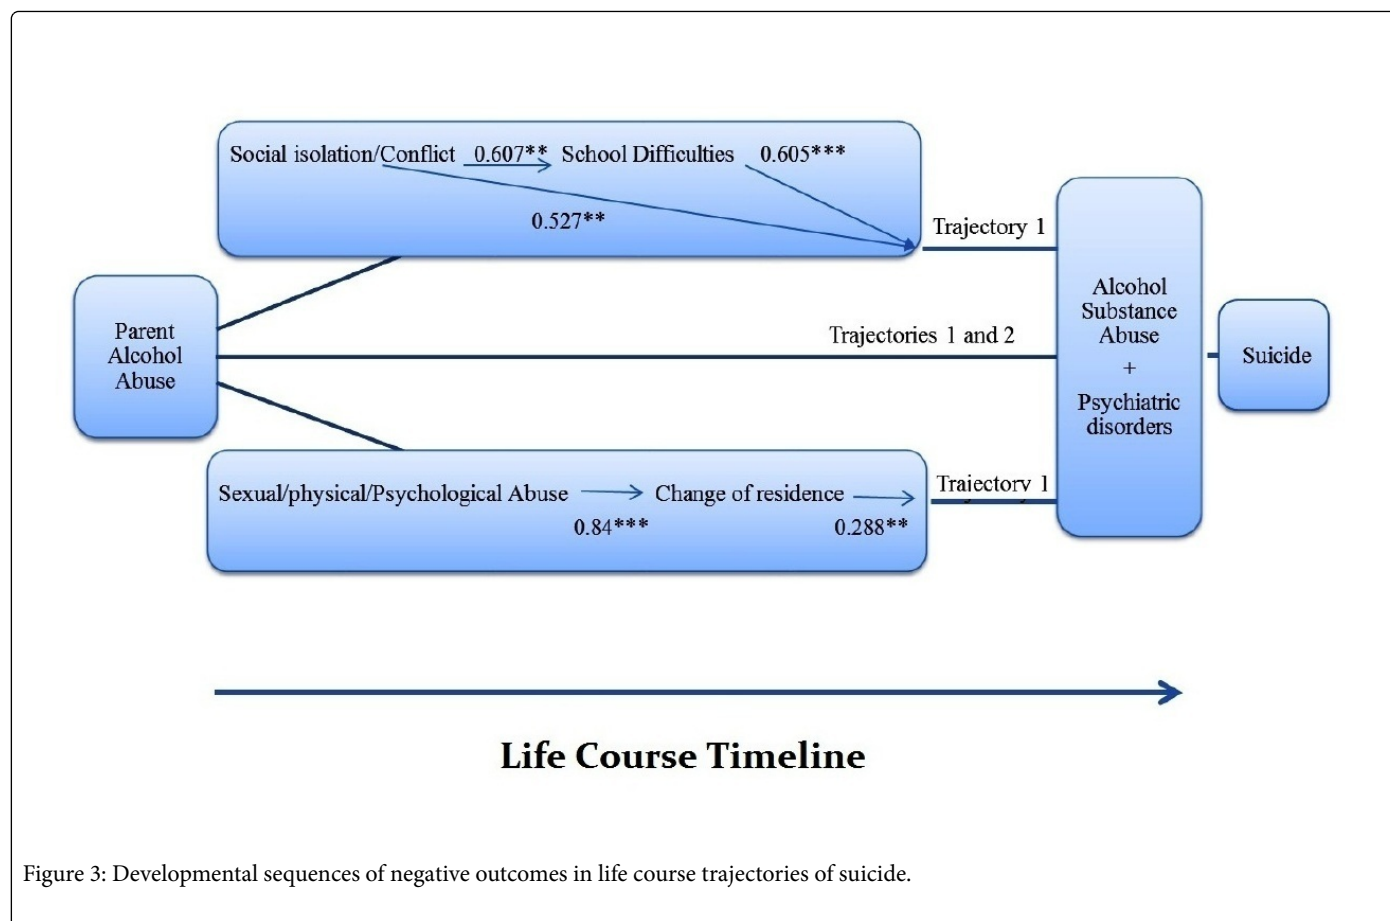 Social isolation/Conflict 0.607** School Difficulties 0.605***
0.527**
Trajectory 1
Parent
Alcohol
Abuse
Trajectories 1 and 2
Alcohol
Substance
Abuse
+
Psychiatric
disorders
Suicide
Sexual/physical/Psychological Abuse Change of residence
0.84*** 0.288**
Trajectory 1
Life Course Timeline
Figure 3: Developmental sequences of negative outcomes in life course trajectories of suicide.